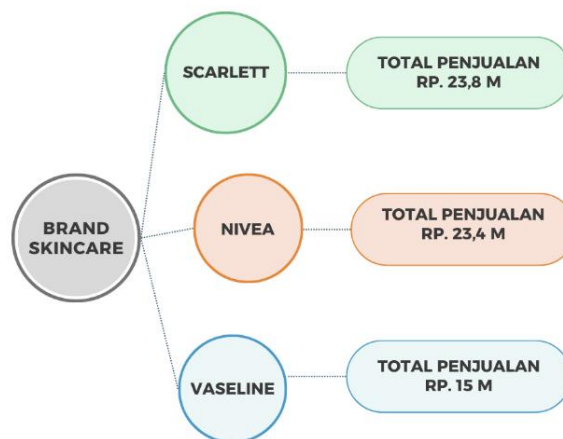 BRAND
SKINCARE
SCARLETT
TOTAL PENJUALAN
RP. 23,8 M
NIVEA
TOTAL PENJUALAN
RP. 23,4 M
VASELINE
TOTAL PENJUALAN
RP. 15 M